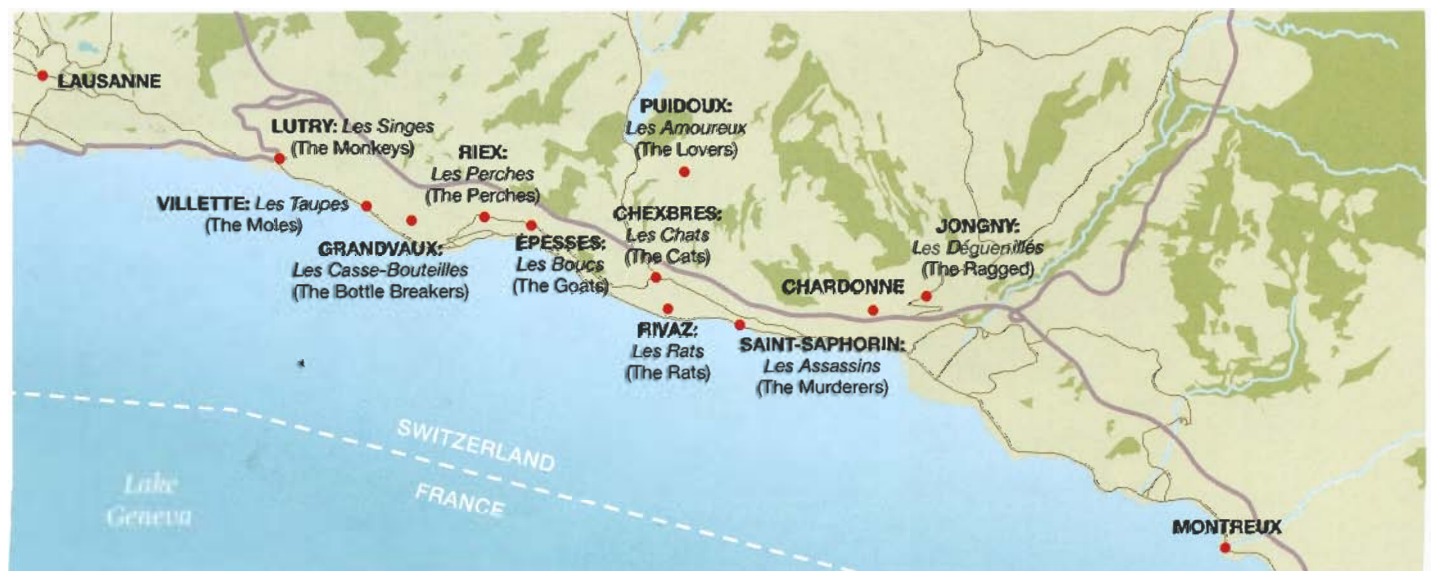 LAUSANNE
LUTRY: Les Singes
(The Monkeys)
VILLETTE: Les Taupes
(The Moles)
GRANDVAUX:
Les Casse-Bouteilles
(The Bottle Breakers)
RIEX:
Les Perches
(The Perches)
ÉPESSES:
Les Boucs
(The Goats)
PUIDOUX:
Les Amoureux
(The Lovers)
CHEXBRES:
Les Chats
(The Cats)
RIVAZ:
Les Rats
(The Rats)
SAINT-SAPHORIN:
Les Assassins
(The Murderers)
CHARDONNE
JONGNY:
Les Déguenillés
(The Ragged)
MONTREUX
SWITZERLAND
FRANCE
Lake
Geneva